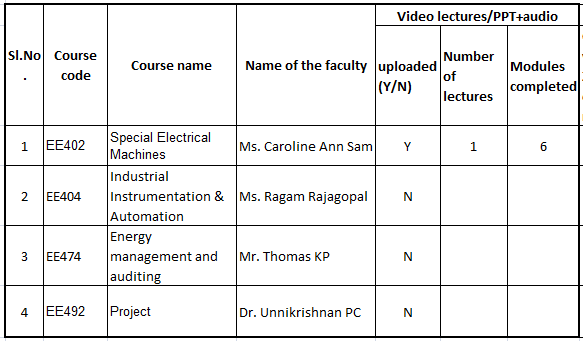 Video lectures/PPT+audio
Sl.No
.
Course
code
Course name
Name of the faculty
uploaded
(Y/N)
Number
of
lectures
Modules
completed
1
EE402
Special Electrical
Machines
Ms. Caroline Ann Sam
Y
1
6
2
EE404
Industrial
Instrumentation &
Automation
Ms. Ragam Rajagopal
N
3
EE474
Energy
management and
auditing
Mr. Thomas KP
N
4
EE492
Project
Dr. Unnikrishnan PC
N